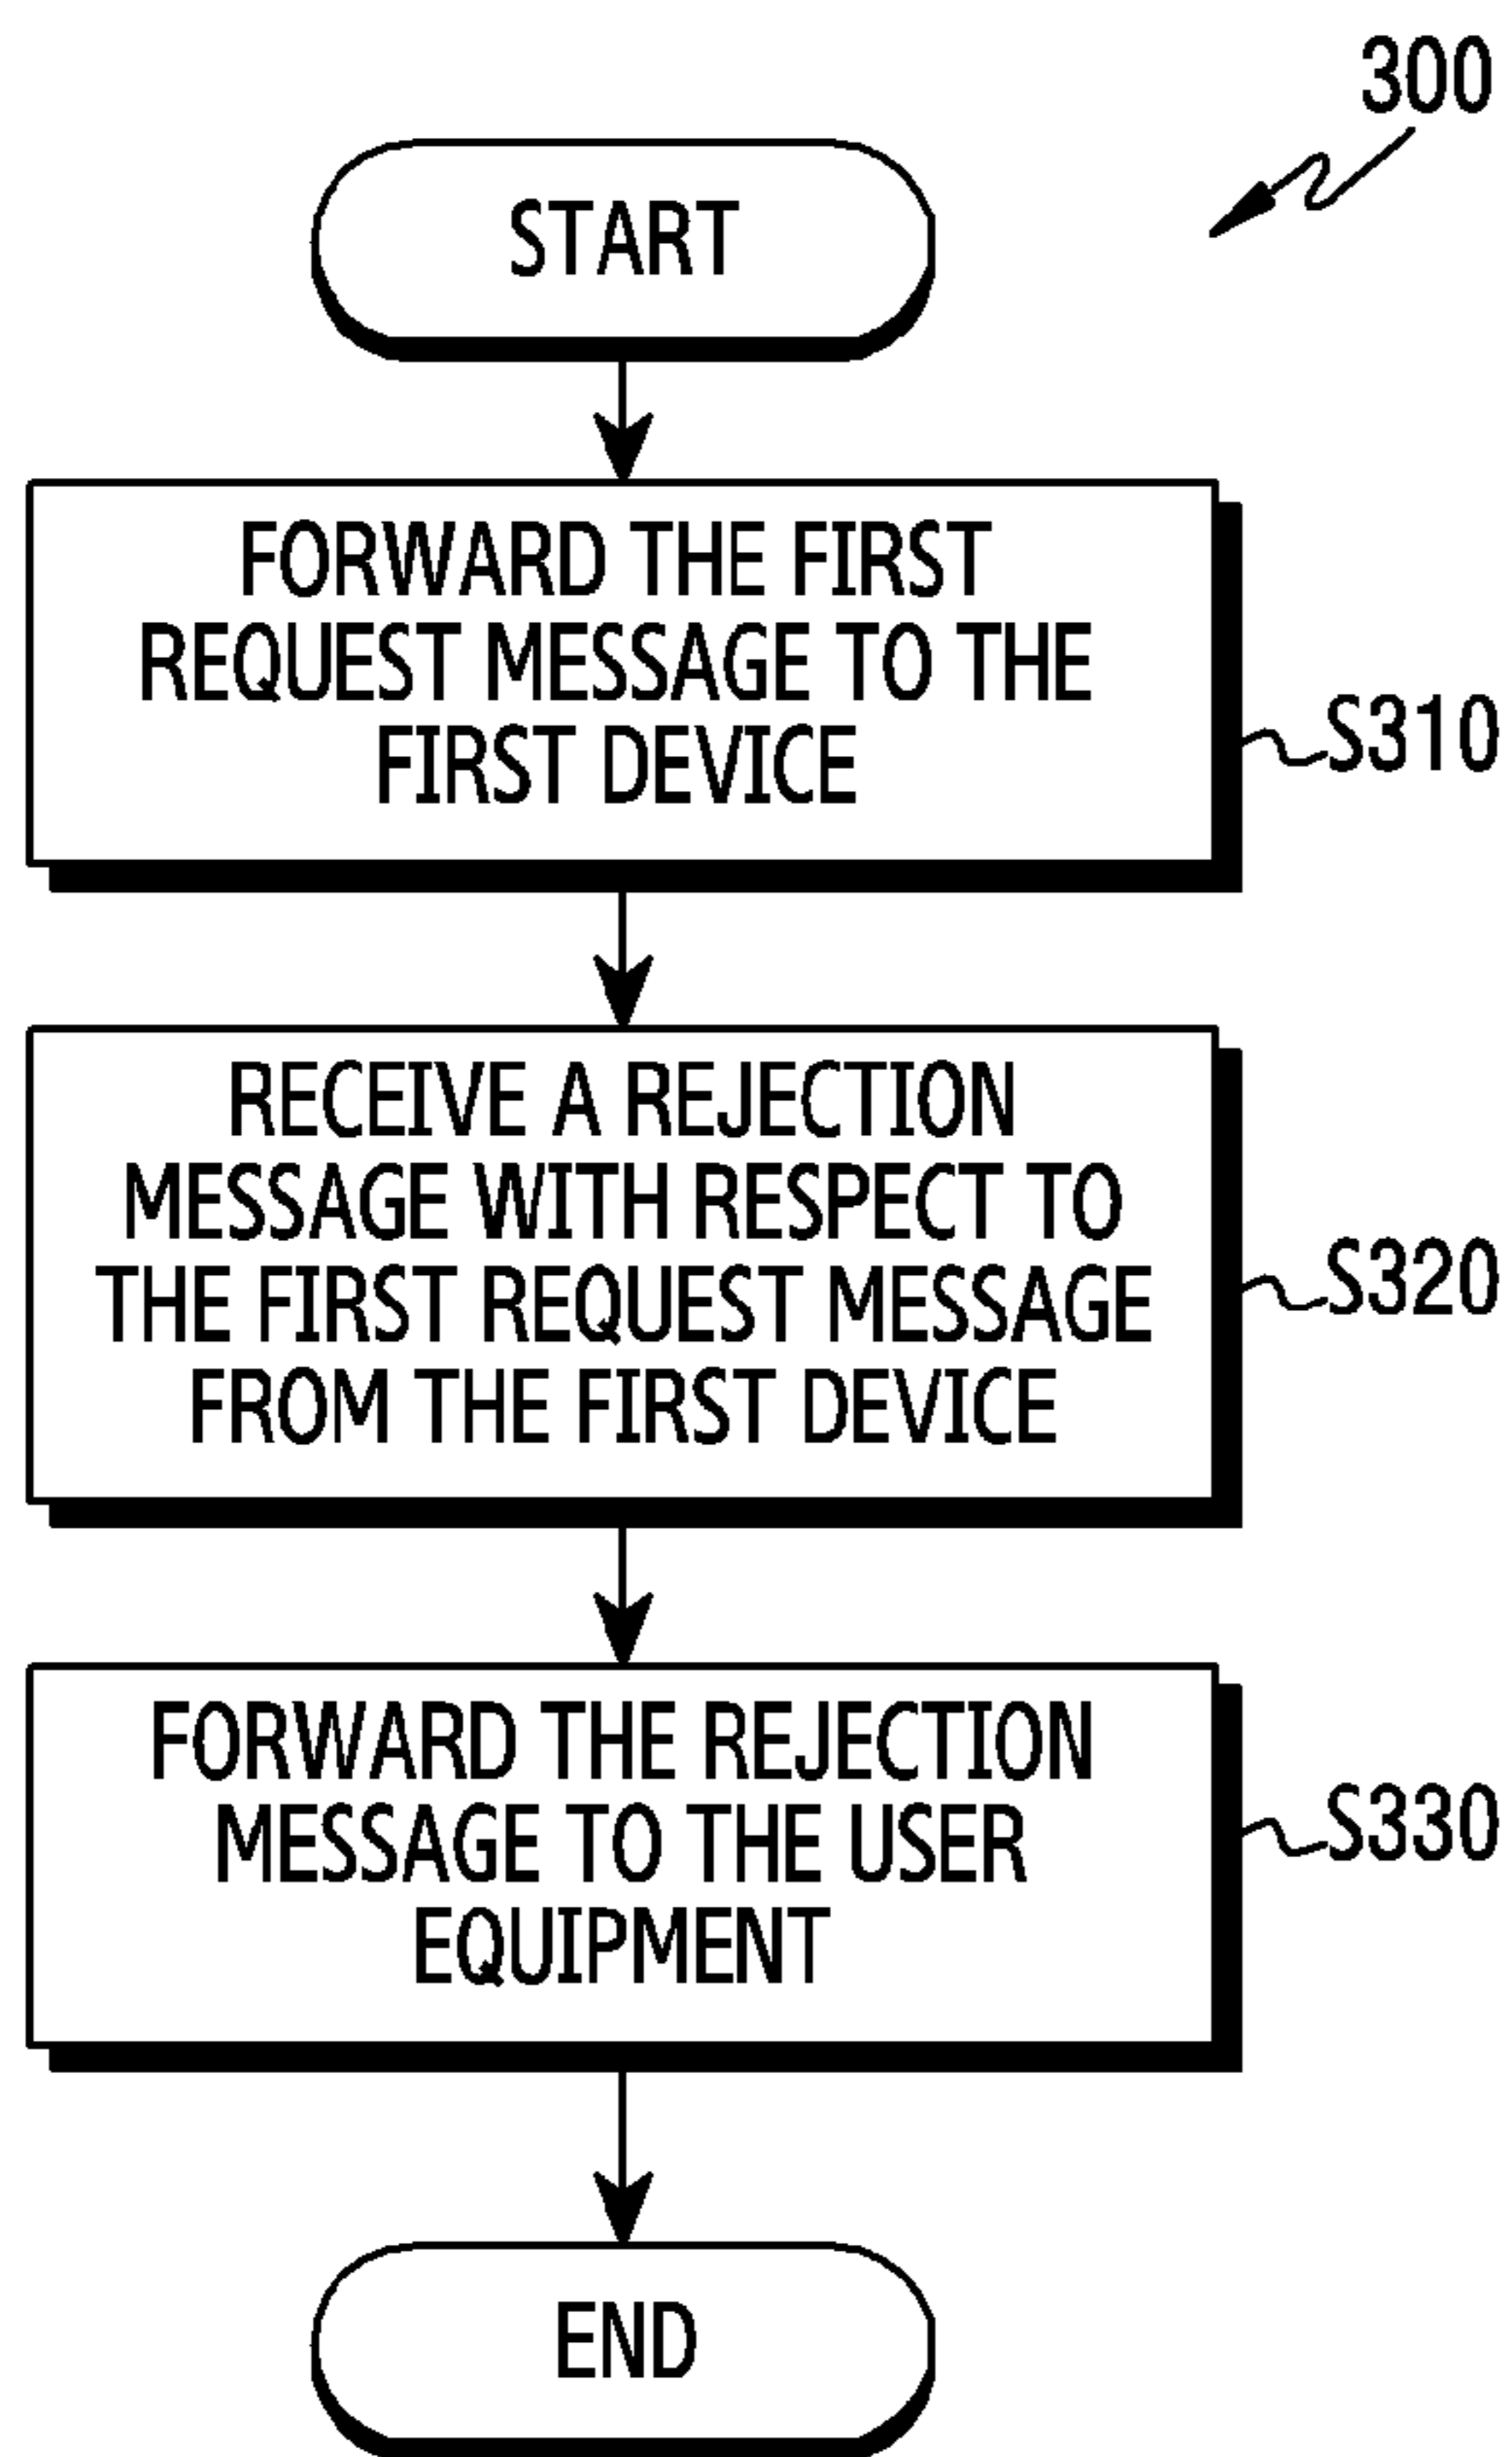 300
START
FORWARD THE FIRST
REQUEST MESSAGE TO THE
FIRST DEVICE
S310
RECEIVE A REJECTION
MESSAGE WITH RESPECT TO
THE FIRST REQUEST MESSAGE
FROM THE FIRST DEVICE
S320
FORWARD THE REJECTION
MESSAGE TO THE USER
EQUIPMENT
S330
END